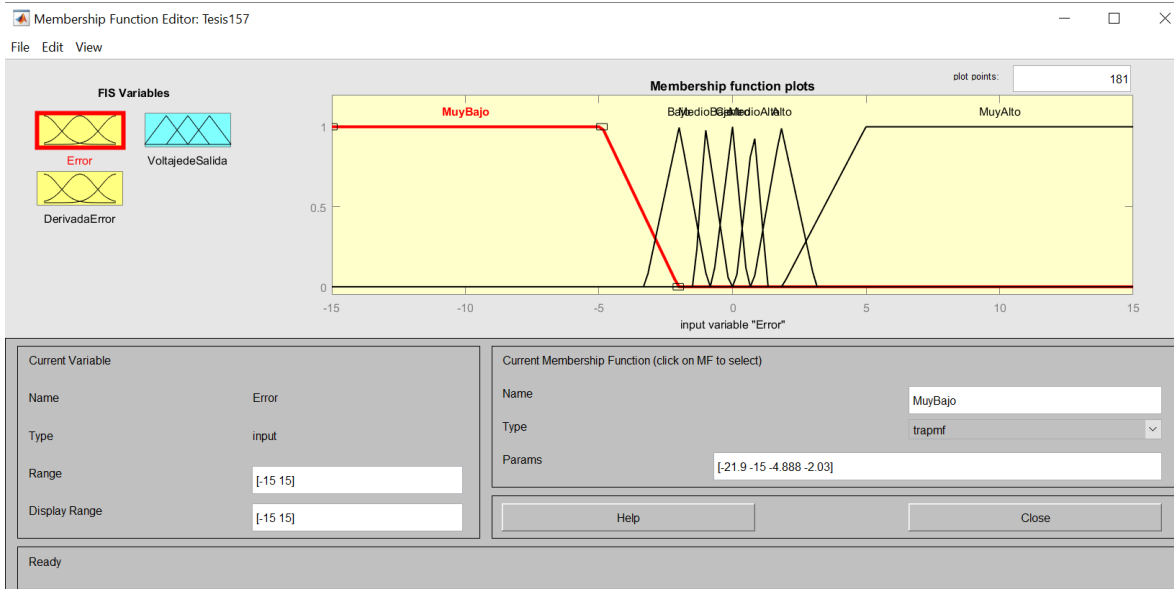 Membership Function Editor: Tesis157
File Edit View
FIS Variables
Error
VoltajedeSalida
DerivadaError
Membership function plots
plot points: 181
MuyBajo
MuyAlto
1
0.5
0
-15 -10 -5 0 5 10 15
input variable "Error"
Current Variable
Name Error
Type input
Range [-15 15]
Display Range [-15 15]
Current Membership Function (click on MF to select)
Name MuyBajo
Type trapmf
Params [-21.9 -15 -4.888 -2.03]
Help Close
Ready